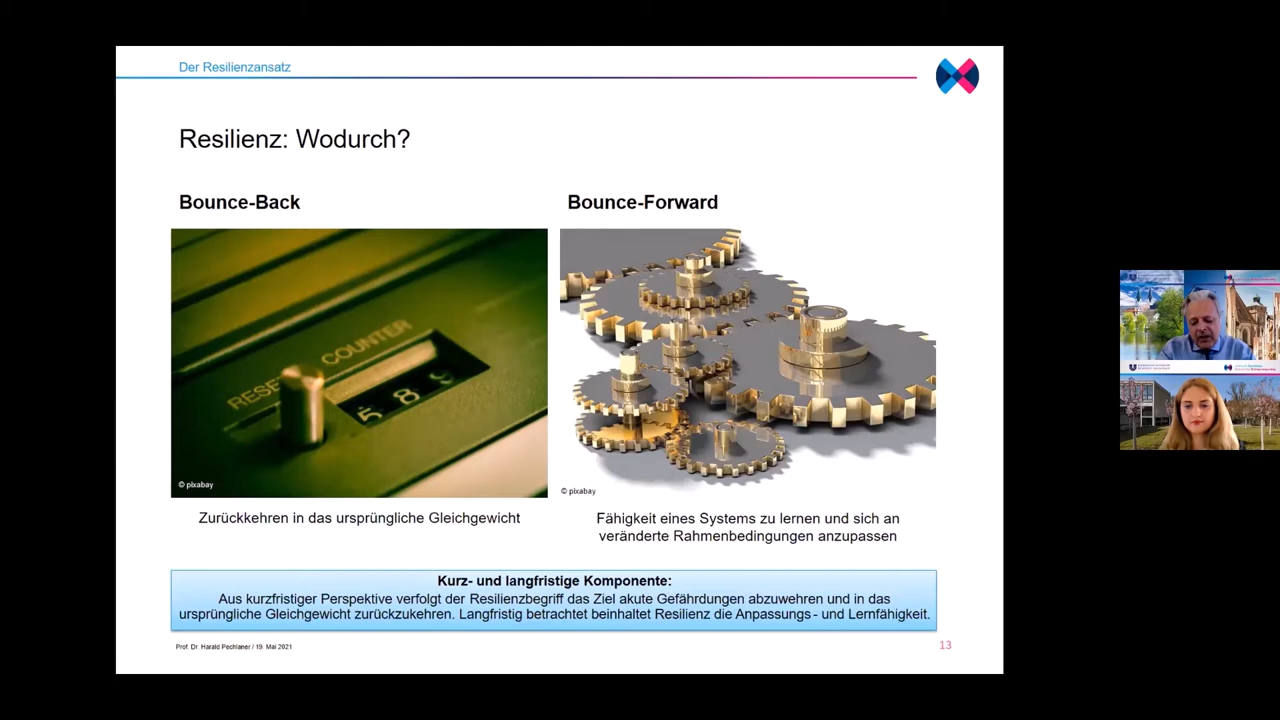 Der Resilienzansatz
Resilienz: Wodurch?
Bounce-Back
Bounce-Forward
RESET COUNTER
5 8
© pixabay
© pixabay
Zurückkehren in das ursprüngliche Gleichgewicht
Fähigkeit eines Systems zu lernen und sich an
veränderte Rahmenbedingungen anzupassen
Kurz- und langfristige Komponente:
Aus kurzfristiger Perspektive verfolgt der Resilienzbegriff das Ziel akute Gefährdungen abzuwehren und in das
ursprüngliche Gleichgewicht zurückzukehren. Langfristig betrachtet beinhaltet Resilienz die Anpassungs- und Lernfähigkeit.
Prof. Dr. Harald Pechlaner / 19. Mai 2021
13